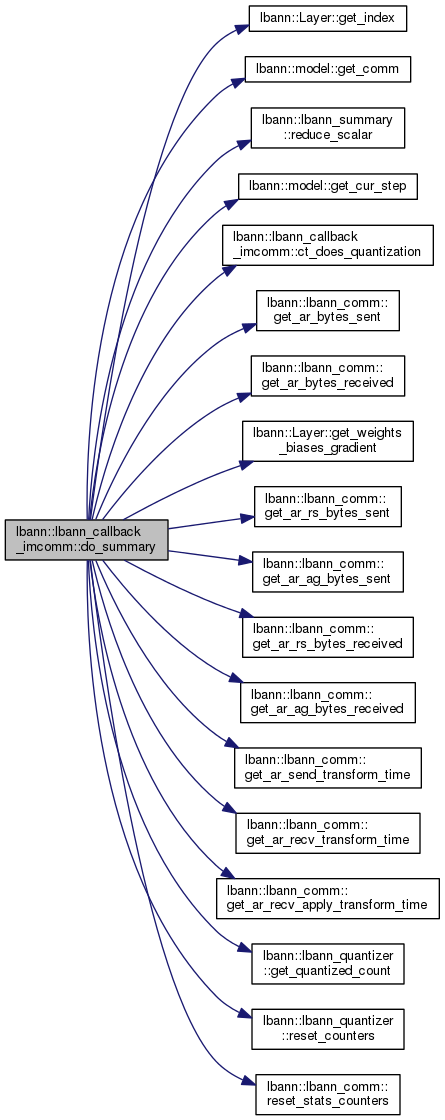 lbann::Layer::get_index
lbann::model::get_comm
lbann::lbann_summary
::reduce_scalar
lbann::model::get_cur_step
lbann::lbann_callback
_imcomm::ct_does_quantization
lbann::lbann_comm::
get_ar_bytes_sent
lbann::lbann_comm::
get_ar_bytes_received
lbann::Layer::get_weights
_biases_gradient
lbann::lbann_comm::
get_ar_rs_bytes_sent
lbann::lbann_callback
_imcomm::do_summary
lbann::lbann_comm::
get_ar_ag_bytes_sent
lbann::lbann_comm::
get_ar_rs_bytes_received
lbann::lbann_comm::
get_ar_ag_bytes_received
lbann::lbann_comm::
get_ar_send_transform_time
lbann::lbann_comm::
get_ar_recv_transform_time
lbann::lbann_comm::
get_ar_recv_apply_transform_time
lbann::lbann_quantizer
::get_quantized_count
lbann::lbann_quantizer
::reset_counters
lbann::lbann_comm::
reset_stats_counters